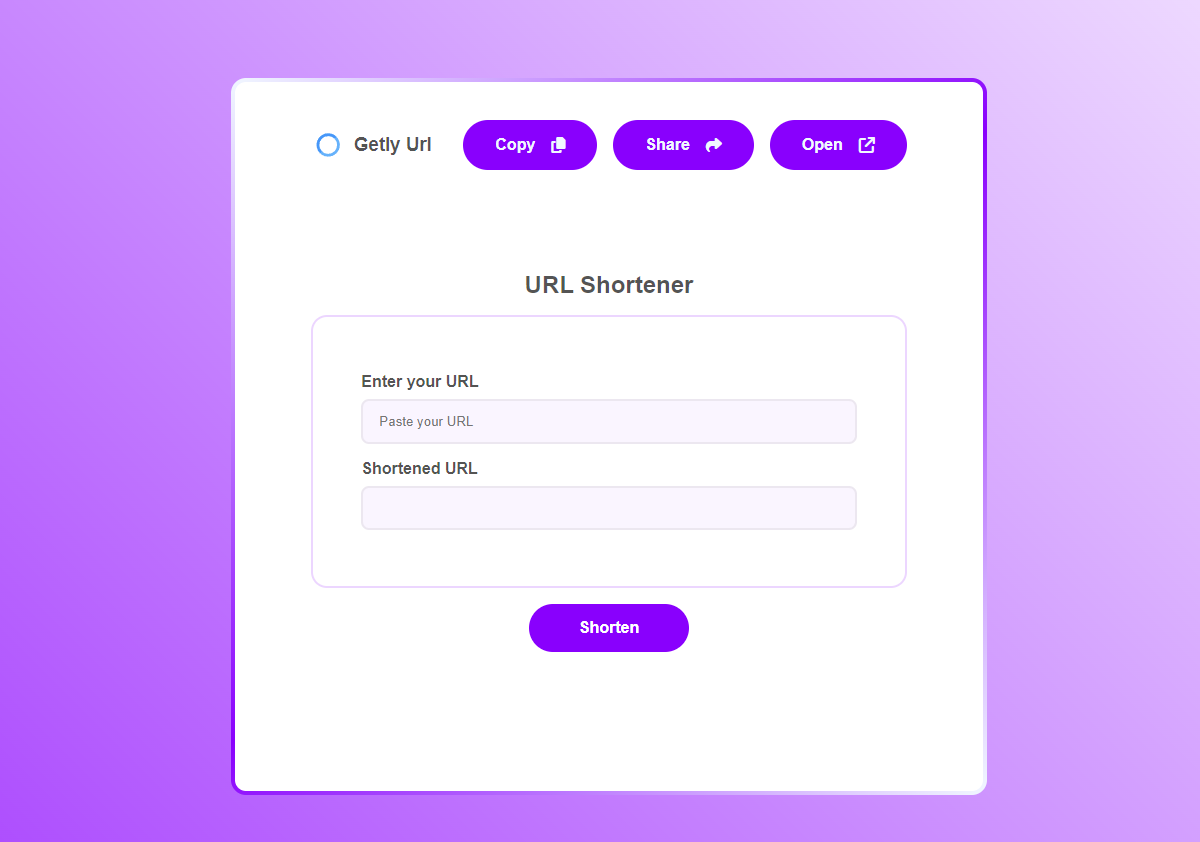 Getly Url Copy Share Open
URL Shortener
Enter your URL
Paste your URL
Shortened URL
Shorten